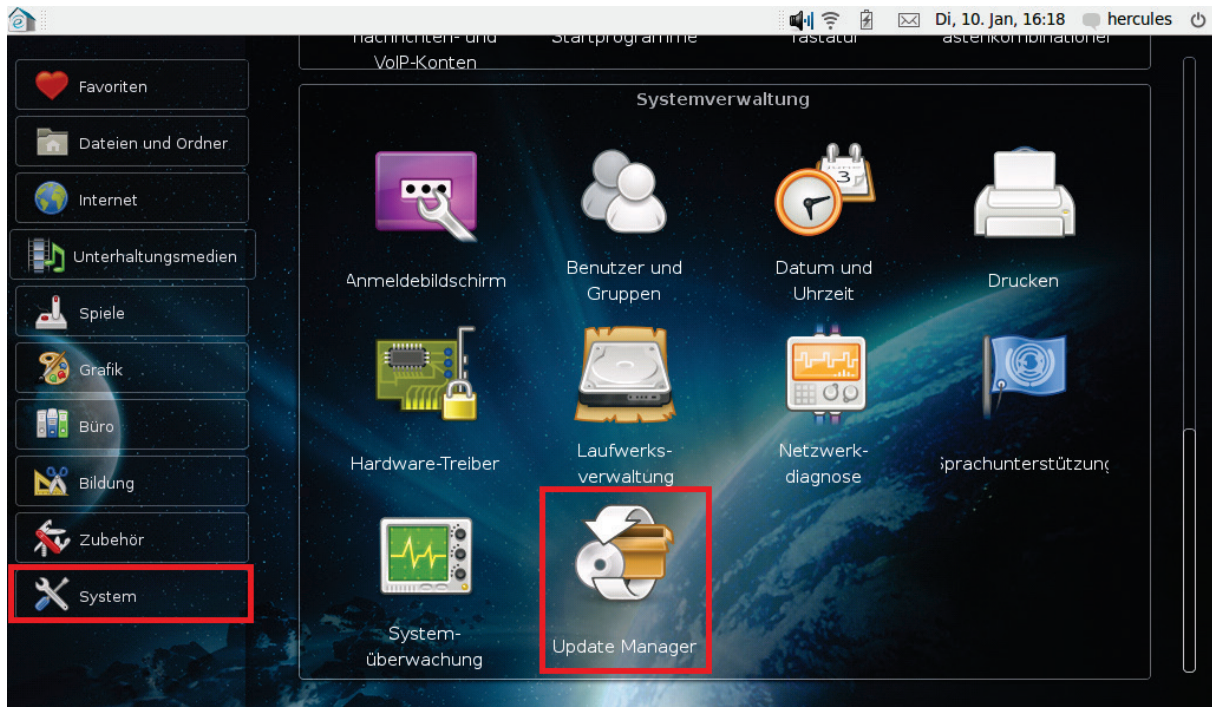 Di, 10. Jan, 16:18 hercules
Startprogramme
VoIP-Konten
Favoriten
Dateien und Ordner
Internet
Unterhaltungsmedien
Spiele
Grafik
Büro
Bildung
Zubehör
System
Systemverwaltung
Anmeldebildschirm
Benutzer und
Gruppen
Datum und
Uhrzeit
3
Drucken
Hardware-Treiber
Laufwerks-
verwaltung
Netzwerk-
diagnose
Sprachunterstützung
System-
überwachung
Update Manager